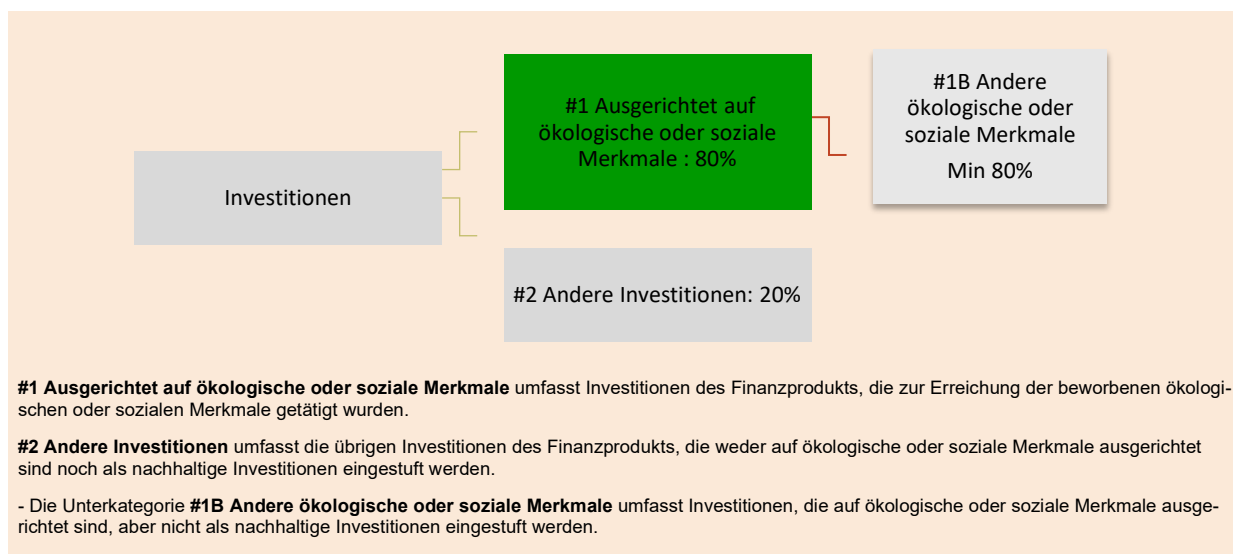 Investitionen
#1 Ausgerichtet auf
ökologische oder soziale
Merkmale : 80%
#1B Andere
ökologische oder
soziale Merkmale
Min 80%
#2 Andere Investitionen: 20%
#1 Ausgerichtet auf ökologische oder soziale Merkmale umfasst Investitionen des Finanzprodukts, die zur Erreichung der beworbenen ökologi-
schen oder sozialen Merkmale getätigt wurden.
#2 Andere Investitionen umfasst die übrigen Investitionen des Finanzprodukts, die weder auf ökologische oder soziale Merkmale ausgerichtet
sind noch als nachhaltige Investitionen eingestuft werden.
- Die Unterkategorie #1B Andere ökologische oder soziale Merkmale umfasst Investitionen, die auf ökologische oder soziale Merkmale ausge-
richtet sind, aber nicht als nachhaltige Investitionen eingestuft werden.